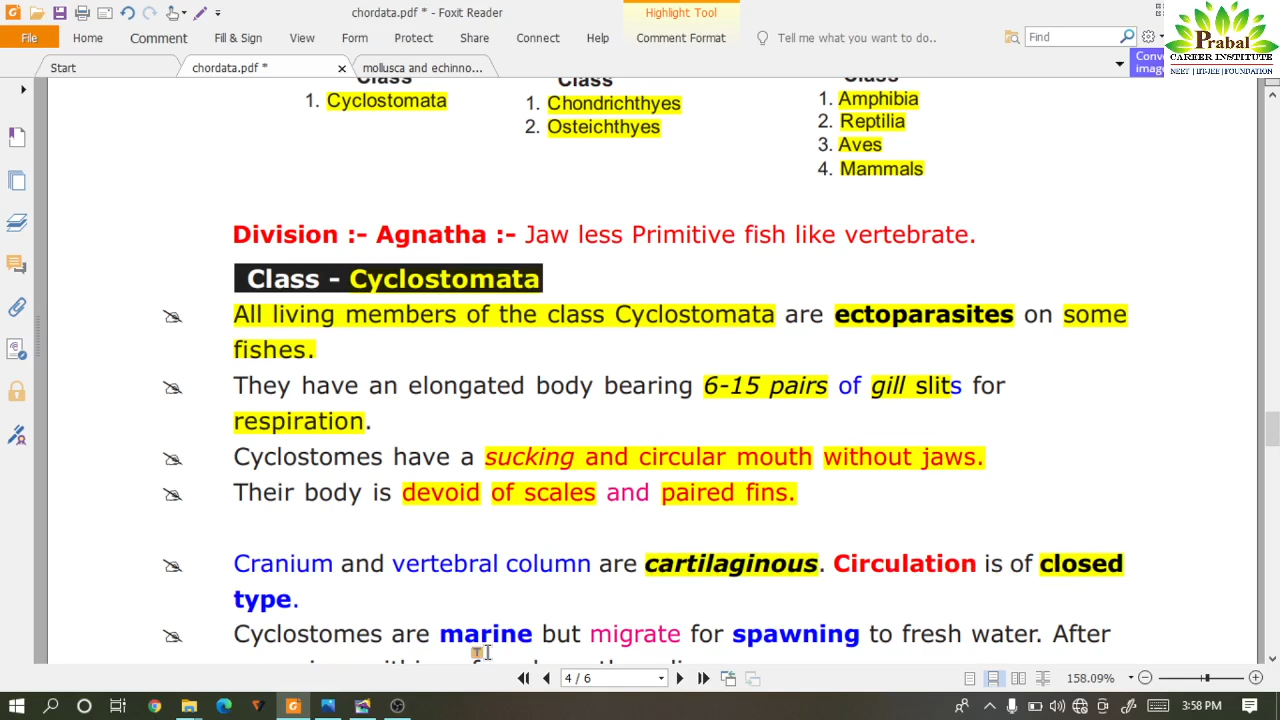 chordata.pdf * - Foxit Reader
Highlight Tool
File Home Comment Fill & Sign View Form Protect Share Connect Help Comment Format Tell me what you want to do.. Find
Prabal
CAREER INSTITUTE
NEET | IIT-JEE | FOUNDATION
Start chordata.pdf * mollusca and echinno...
Class Class Class
1. Cyclostomata 1. Chondrichthyes 1. Amphibia
2. Osteichthyes 2. Reptilia
3. Aves
4. Mammals
Division :- Agnatha :- Jaw less Primitive fish like vertebrate.
Class - Cyclostomata
All living members of the class Cyclostomata are ectoparasites on some
fishes.
They have an elongated body bearing 6-15 pairs of gill slits for
respiration.
Cyclostomes have a sucking and circular mouth without jaws.
Their body is devoid of scales and paired fins.
Cranium and vertebral column are cartilaginous. Circulation is of closed
type.
Cyclostomes are marine but migrate for spawning to fresh water. After
4 / 6 158.09%
3:58 PM